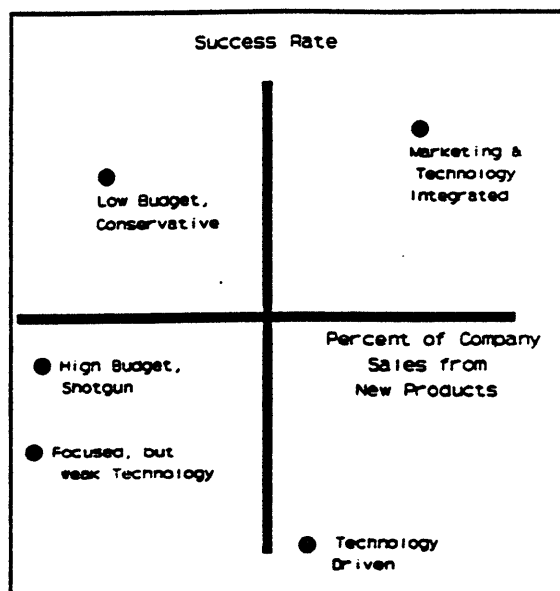 Success Rate
Marketing &
Technology
Integrated
Low Budget,
Conservative
Percent of Company
Sales from
New Products
High Budget,
Shotgun
Focused, but
weak Technology
Technology
Driven